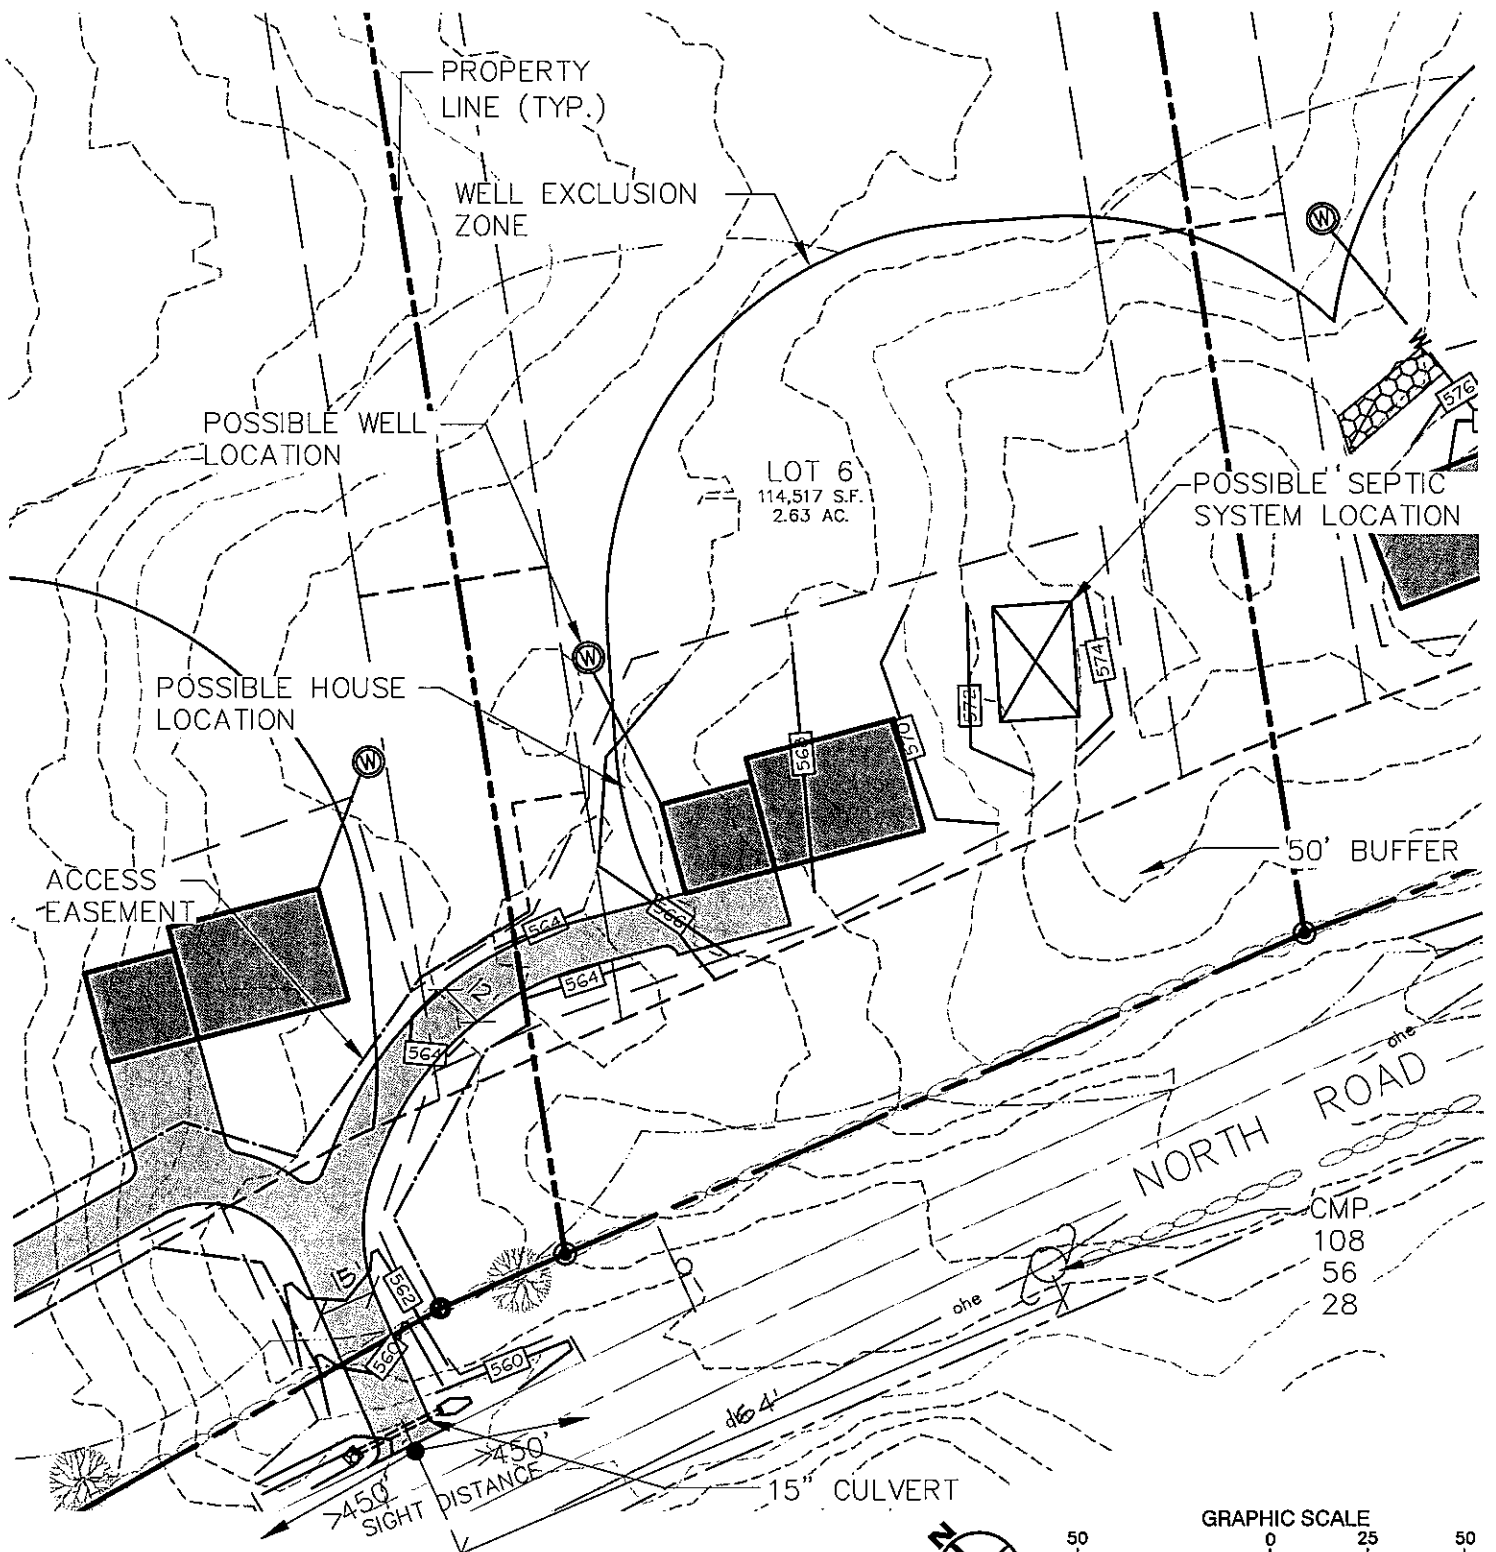 PROPERTY
LINE (TYP.)
WELL EXCLUSION
ZONE
W
W
576
POSSIBLE WELL
LOCATION
LOT 6
114,517 S.F.
2.63 AC.
POSSIBLE SEPTIC
SYSTEM LOCATION
W
574
POSSIBLE HOUSE
LOCATION
572
570
568
W
50' BUFFER
ACCESS
EASEMENT
566
564
564
12'
564
ohe
NORTH ROAD
CMP
108
56
28
15'
562
ohe
560
560
164'
>450'
>450'
SIGHT DISTANCE
15" CULVERT
N
GRAPHIC SCALE
50 0 25 50